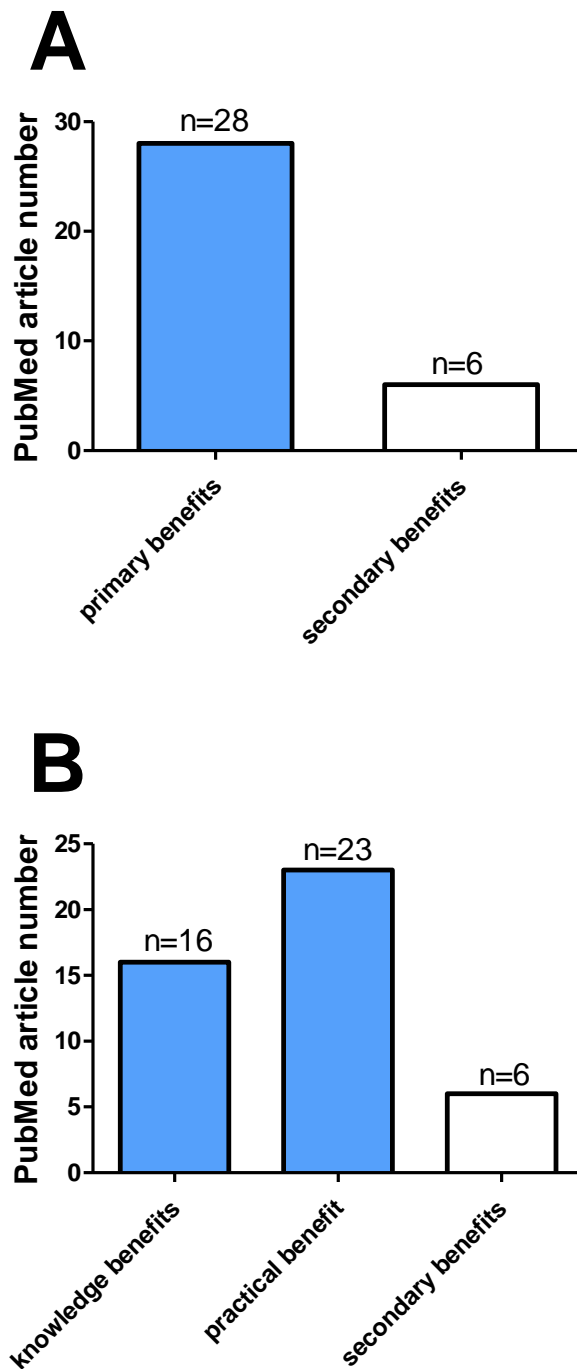 A
PubMed article number
30
20
10
0
n=28
n=6
primary benefits
secondary benefits
B
PubMed article number
25
20
15
10
5
0
n=16
n=23
n=6
knowledge benefits
practical benefit
secondary benefits